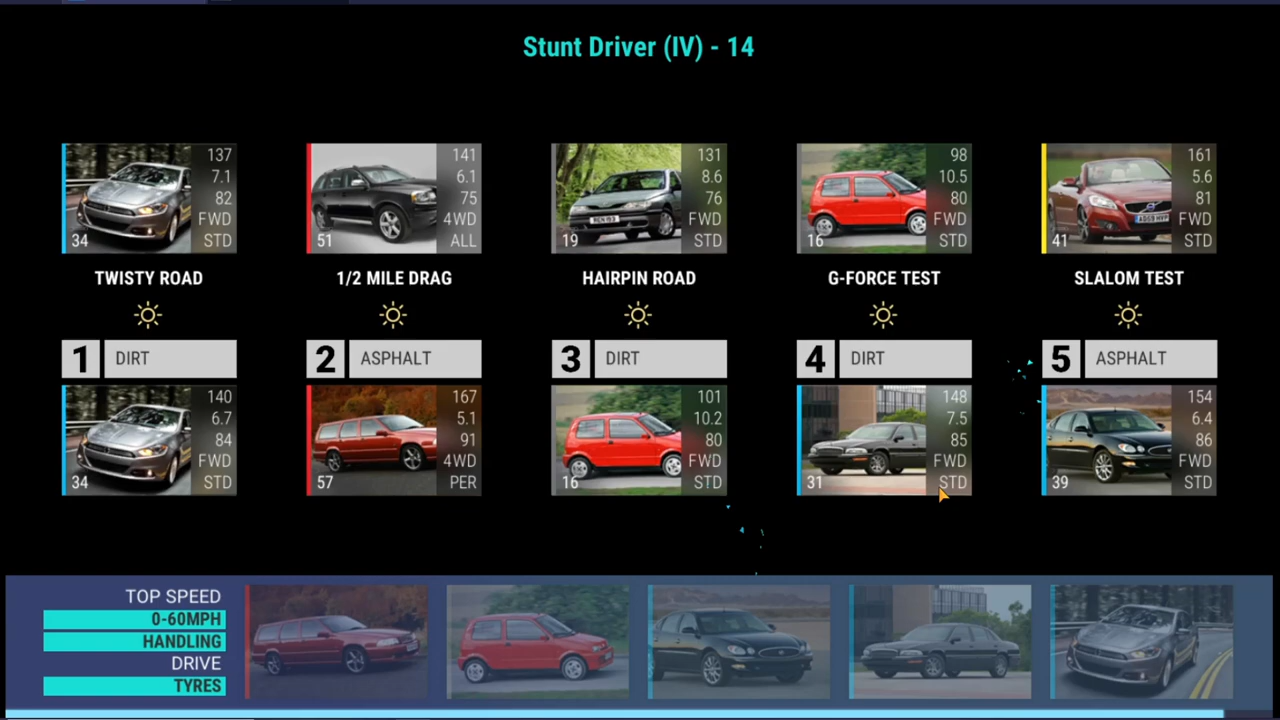 Stunt Driver (IV) - 14
137
7.1
82
FWD
34 STD
141
6.1
75
4WD
51 ALL
131
8.6
76
FWD
19 STD
98
10.5
80
FWD
16 STD
161
5.6
81
FWD
41 STD
TWISTY ROAD
1/2 MILE DRAG
HAIRPIN ROAD
G-FORCE TEST
SLALOM TEST
1 DIRT
2 ASPHALT
3 DIRT
4 DIRT
5 ASPHALT
140
6.7
84
FWD
34 STD
167
5.1
91
4WD
57 PER
101
10.2
80
FWD
16 STD
148
7.5
85
FWD
31 STD
154
6.4
86
FWD
39 STD
TOP SPEED
0-60MPH
HANDLING
DRIVE
TYRES